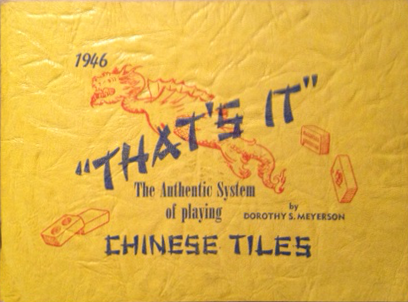 1946
"THAT'S IT"
The Authentic System
of playing
by
DOROTHY S. MEYERSON
CHINESE TILES